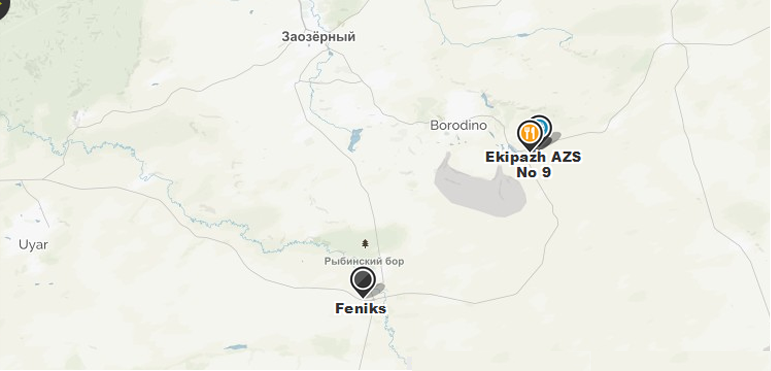 Заозёрный
Borodino
Ekipazh AZS
No 9
Uyar
Рыбинский бор
Feniks